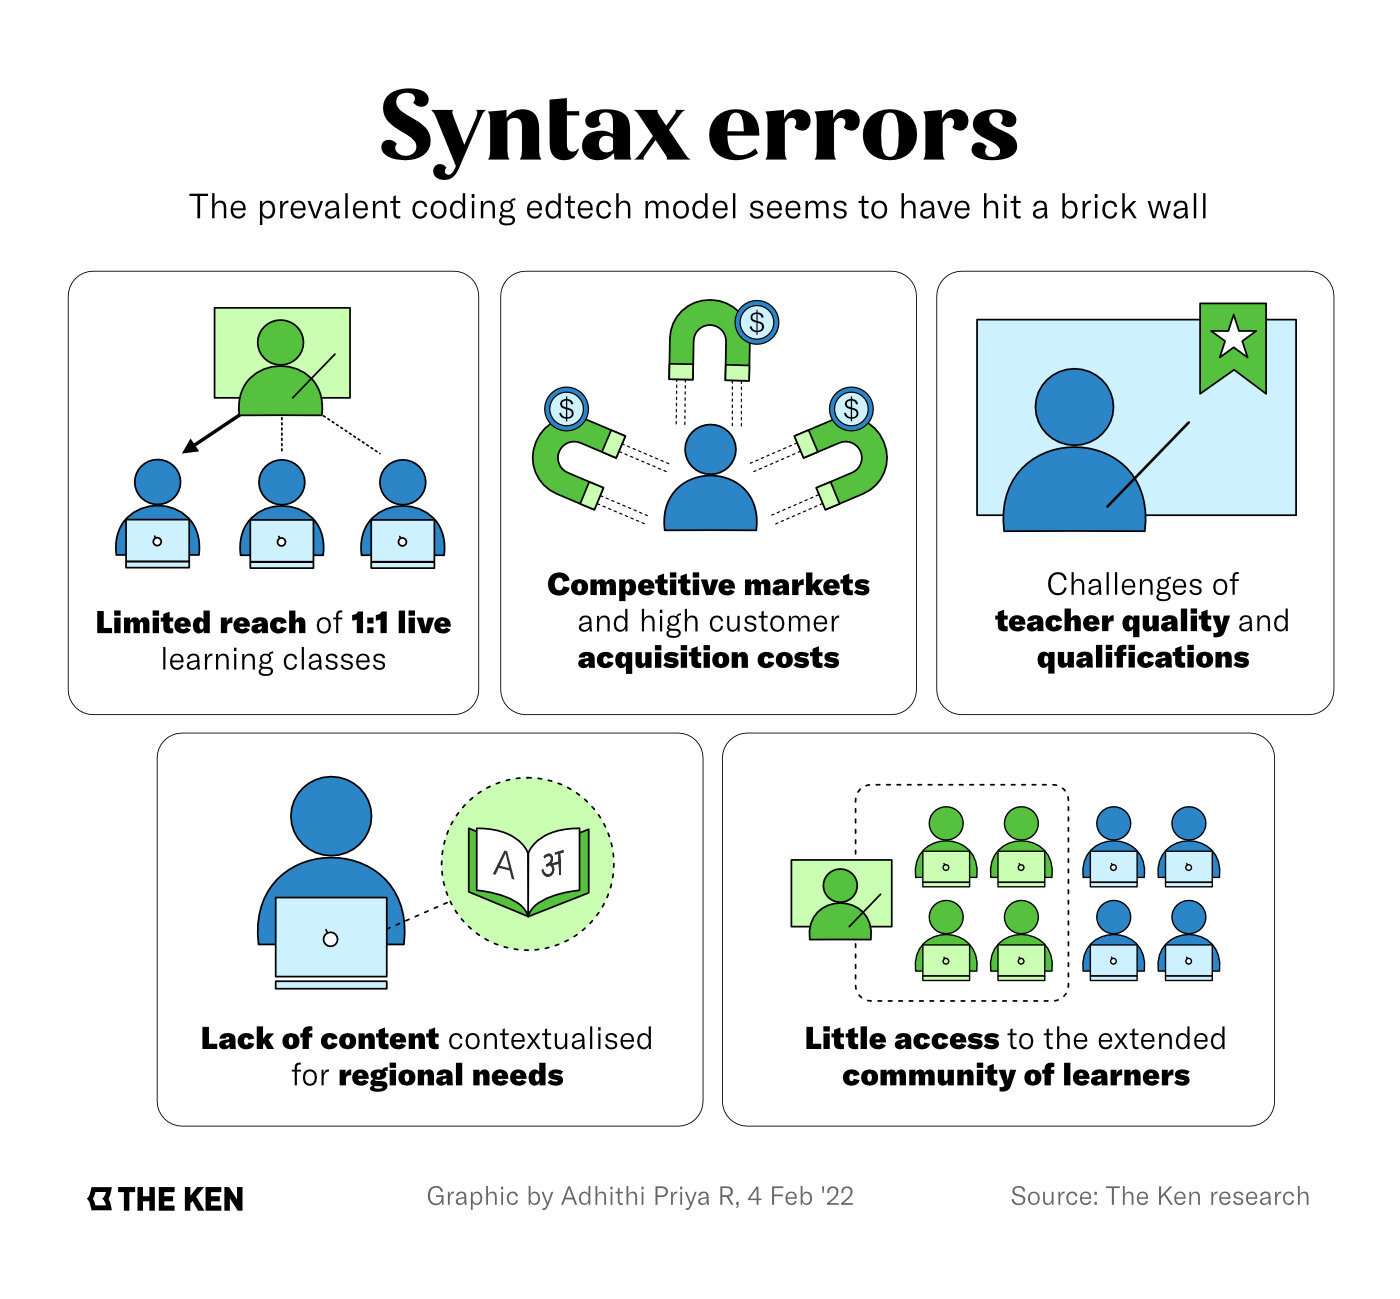 Syntax errors
The prevalent coding edtech model seems to have hit a brick wall
$
$
$
Limited reach of 1:1 live
learning classes
Competitive markets
and high customer
acquisition costs
Challenges of
teacher quality and
qualifications
A अ
Lack of content contextualised
for regional needs
Little access to the extended
community of learners
THE KEN
Graphic by Adhithi Priya R, 4 Feb '22
Source: The Ken research